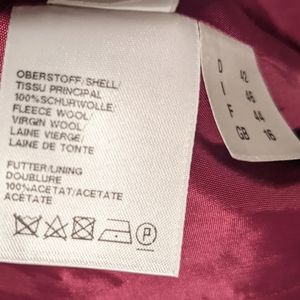 OBERSTOFF/SHELL/
TISSU PRINCIPAL
100%SCHURWOLLE/
FLEECE WOOL/
VIRGIN WOOL/
LAINE VIERGE/
LAINE DE TONTE
FUTTER/LINING
DOUBLURE
100%ACETAT/ACETATE
ACETATE
P
D 42
I 48
F 44
GB 16